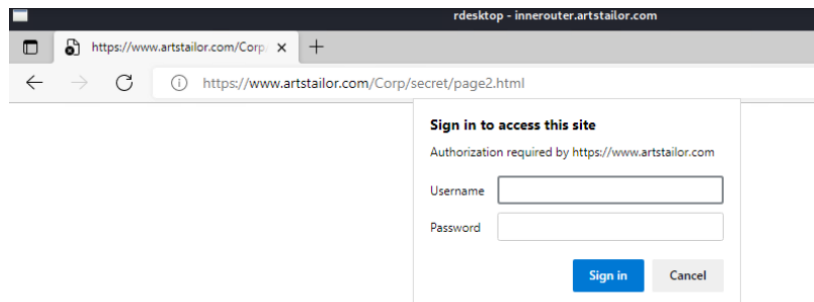 rdesktop - innerouter.artstailor.com
https://www.artstailor.com/Corp/
https://www.artstailor.com/Corp/secret/page2.html
Sign in to access this site
Authorization required by https://www.artstailor.com
Username
Password
Sign in Cancel